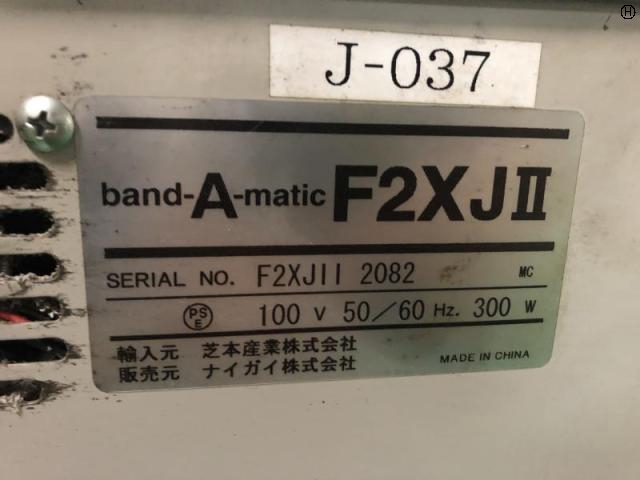 H
J-037
band-A-matic F2XJII
SERIAL NO. F2XJII 2082 MC
PSE 100 V 50/60 Hz. 300 W
輸入元 芝本産業株式会社
販売元 ナイガイ株式会社
MADE IN CHINA